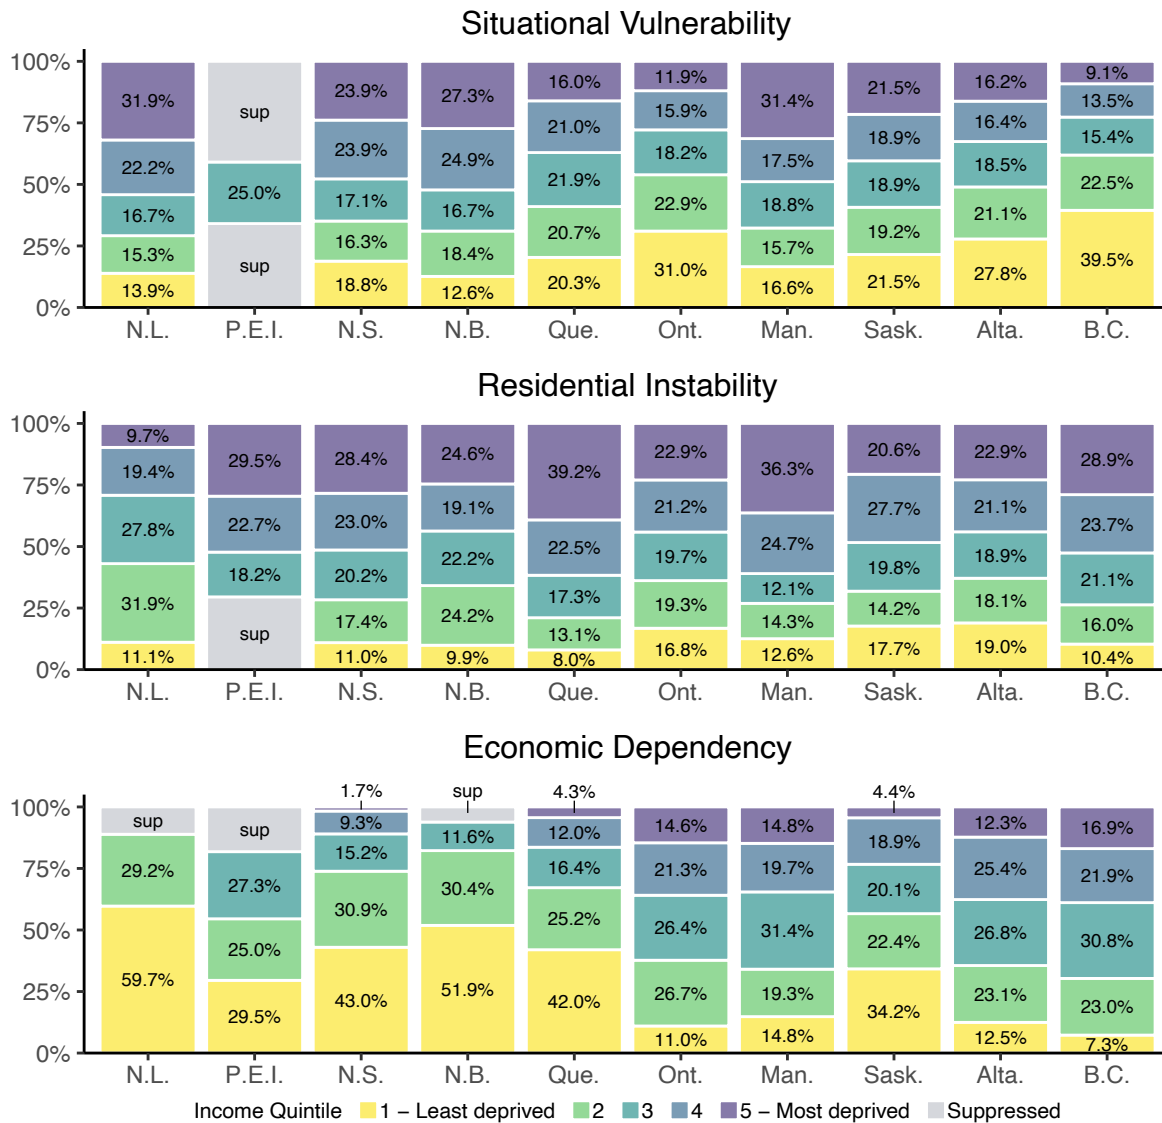 Situational Vulnerability
100% 31.9% sup 23.9% 27.3% 16.0% 11.9% 31.4% 21.5% 16.2% 9.1%
75% 22.2% 23.9% 24.9% 21.0% 15.9% 17.5% 18.9% 16.4% 13.5%
50% 16.7% 25.0% 17.1% 16.7% 21.9% 18.2% 18.8% 18.9% 18.5% 15.4%
25% 15.3% sup 16.3% 18.4% 20.7% 22.9% 15.7% 19.2% 21.1% 22.5%
0% 13.9% 18.8% 12.6% 20.3% 31.0% 16.6% 21.5% 27.8% 39.5%
N.L. P.E.I. N.S. N.B. Que. Ont. Man. Sask. Alta. B.C.
Residential Instability
100% 9.7% 29.5% 28.4% 24.6% 39.2% 22.9% 36.3% 20.6% 22.9% 28.9%
75% 19.4% 22.7% 23.0% 19.1% 22.5% 21.2% 24.7% 27.7% 21.1% 23.7%
50% 27.8% 18.2% 20.2% 22.2% 17.3% 19.7% 12.1% 19.8% 18.9% 21.1%
25% 31.9% sup 17.4% 24.2% 13.1% 19.3% 14.3% 14.2% 18.1% 16.0%
0% 11.1% 11.0% 9.9% 8.0% 16.8% 12.6% 17.7% 19.0% 10.4%
N.L. P.E.I. N.S. N.B. Que. Ont. Man. Sask. Alta. B.C.
Economic Dependency
1.7% sup 4.3% 4.4%
100% sup sup 9.3% 12.0% 14.6% 14.8% 18.9% 12.3% 16.9%
75% 29.2% 27.3% 15.2% 11.6% 16.4% 21.3% 19.7% 20.1% 25.4% 21.9%
50% 25.0% 30.9% 30.4% 25.2% 26.4% 31.4% 22.4% 26.8% 30.8%
25% 59.7% 29.5% 43.0% 51.9% 42.0% 26.7% 19.3% 34.2% 23.1% 23.0%
0% 11.0% 14.8% 12.5% 7.3%
N.L. P.E.I. N.S. N.B. Que. Ont. Man. Sask. Alta. B.C.
Income Quintile 1 – Least deprived 2 3 4 5 – Most deprived Suppressed